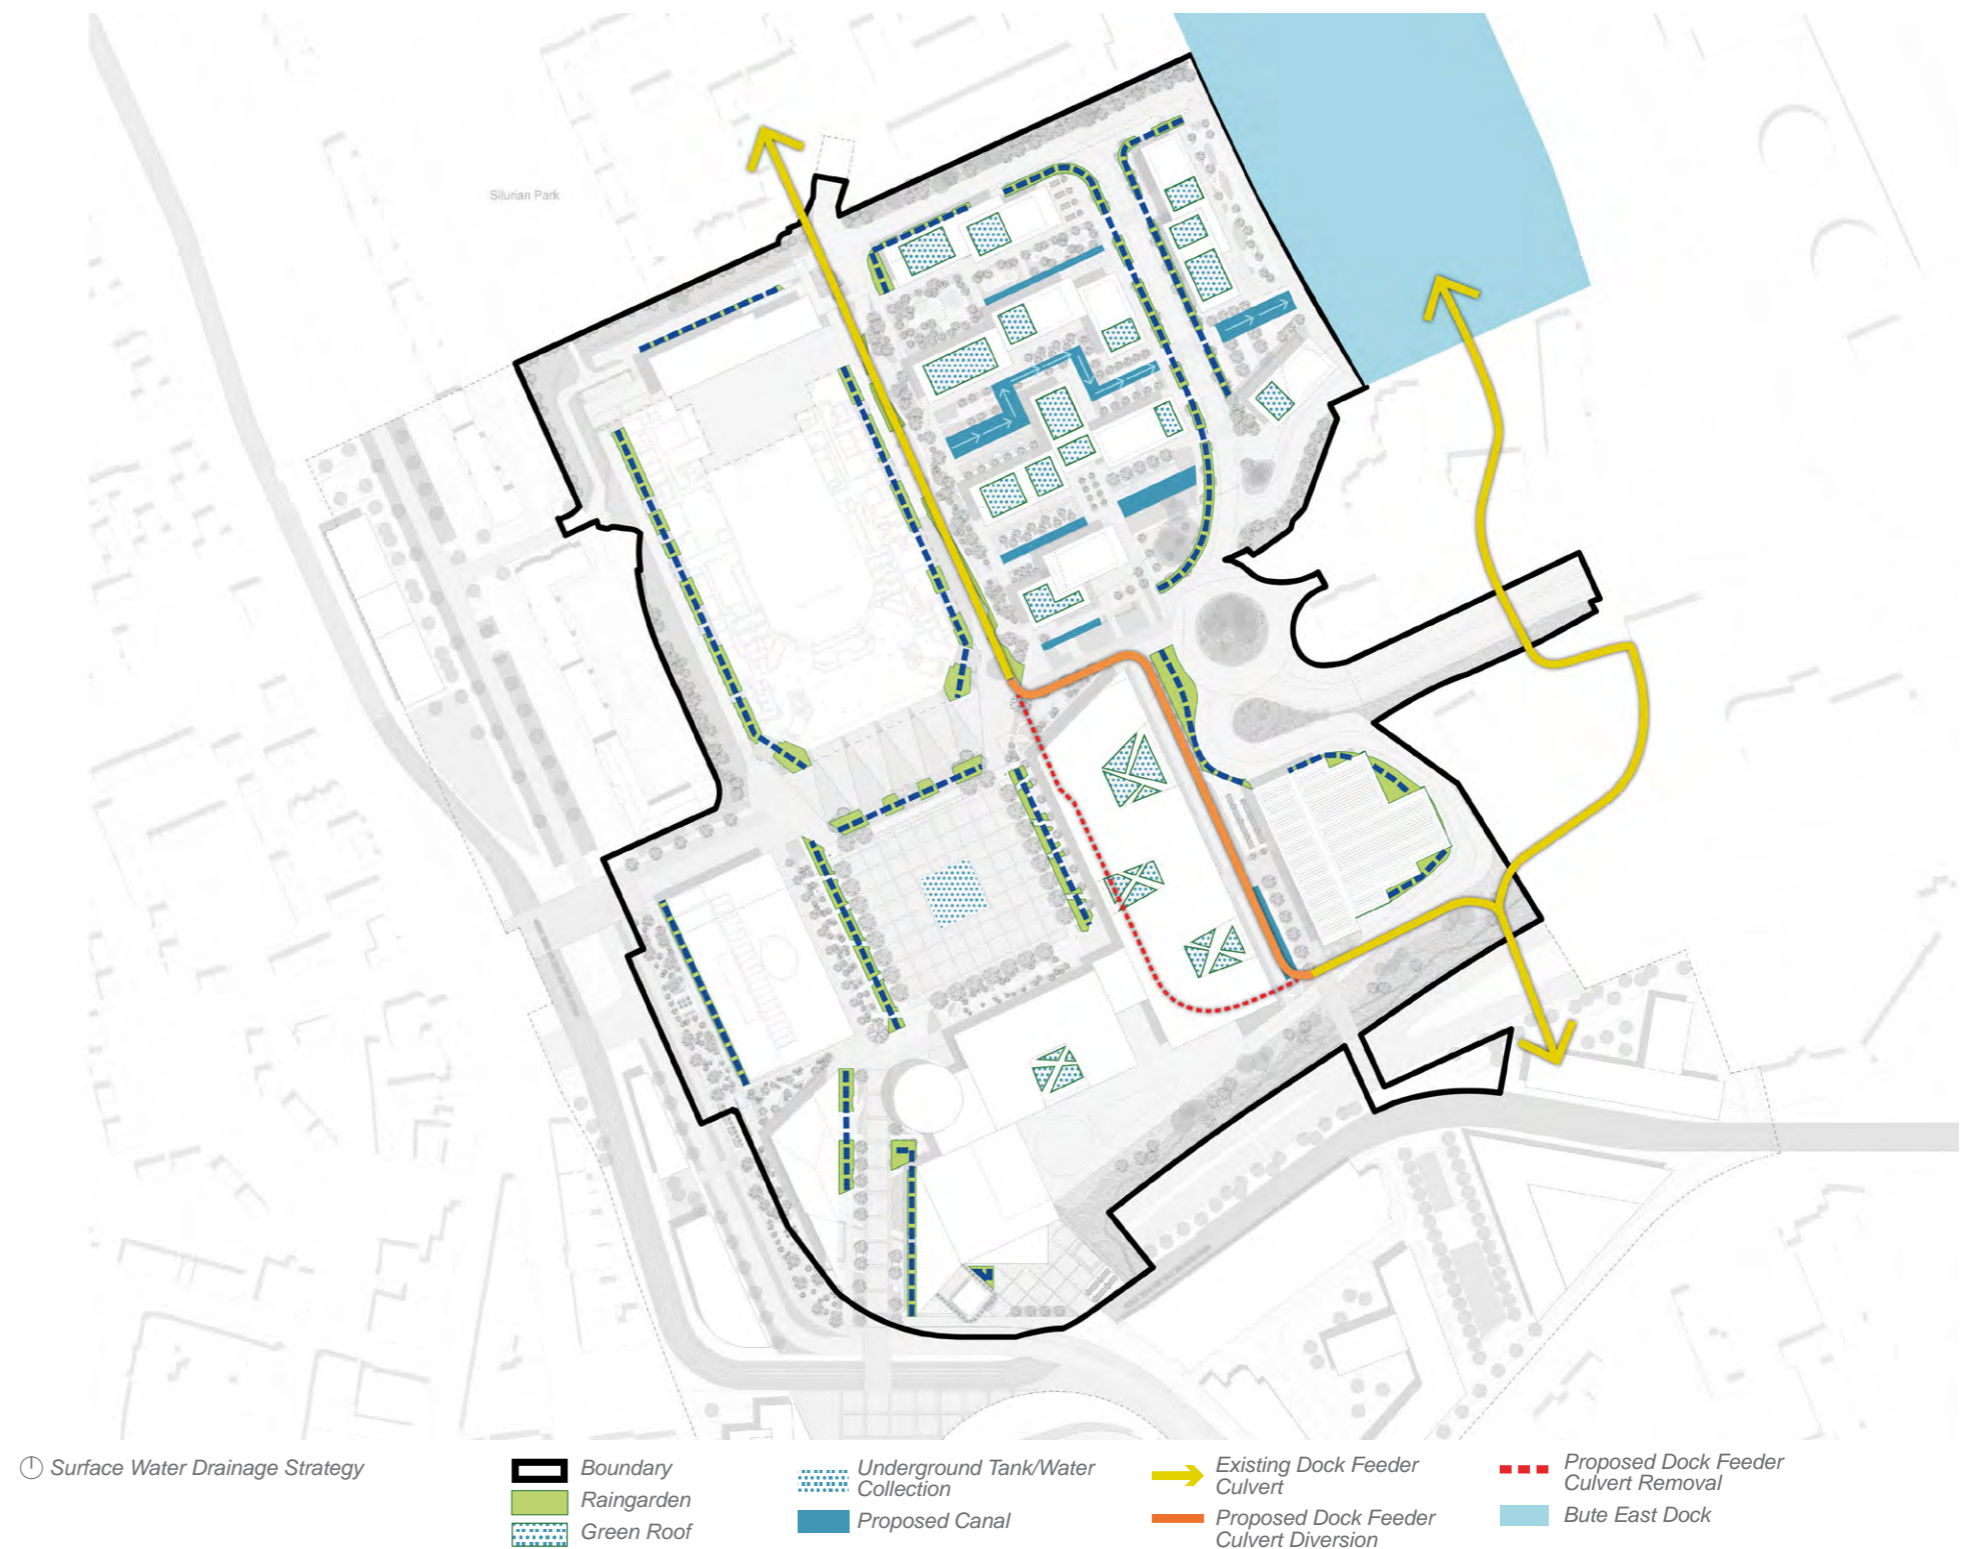 Silurian Park
Surface Water Drainage Strategy
Boundary
Raingarden
Green Roof
Underground Tank/Water
Collection
Proposed Canal
Existing Dock Feeder
Culvert
Proposed Dock Feeder
Culvert Diversion
Proposed Dock Feeder
Culvert Removal
Bute East Dock